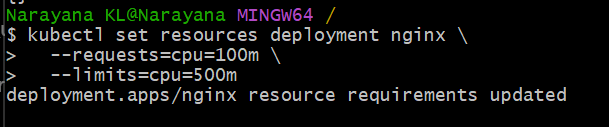 Narayana KL@Narayana MINGW64 /
$ kubectl set resources deployment nginx \
>   --requests=cpu=100m \
>   --limits=cpu=500m
deployment.apps/nginx resource requirements updated